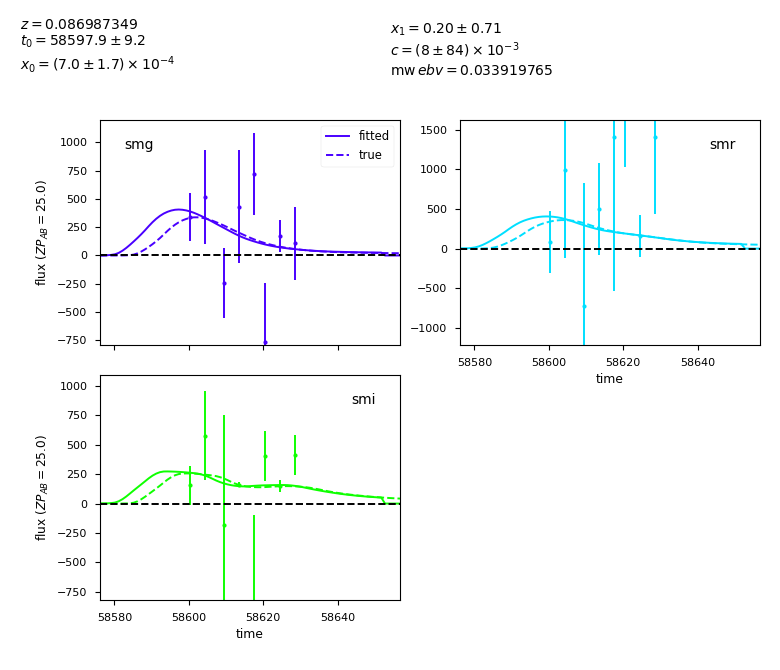 z = 0.086987349
t₀ = 58597.9 ± 9.2
x₀ = (7.0 ± 1.7) × 10⁻⁴
x₁ = 0.20 ± 0.71
c = (8 ± 84) × 10⁻³
mw ebv = 0.033919765
smg
fitted
true
1000
750
500
250
0
−250
−500
−750
flux (ZP_AB = 25.0)
smr
1500
1000
500
0
−500
−1000
58580 58600 58620 58640
time
smi
1000
750
500
250
0
−250
−500
−750
flux (ZP_AB = 25.0)
58580 58600 58620 58640
time